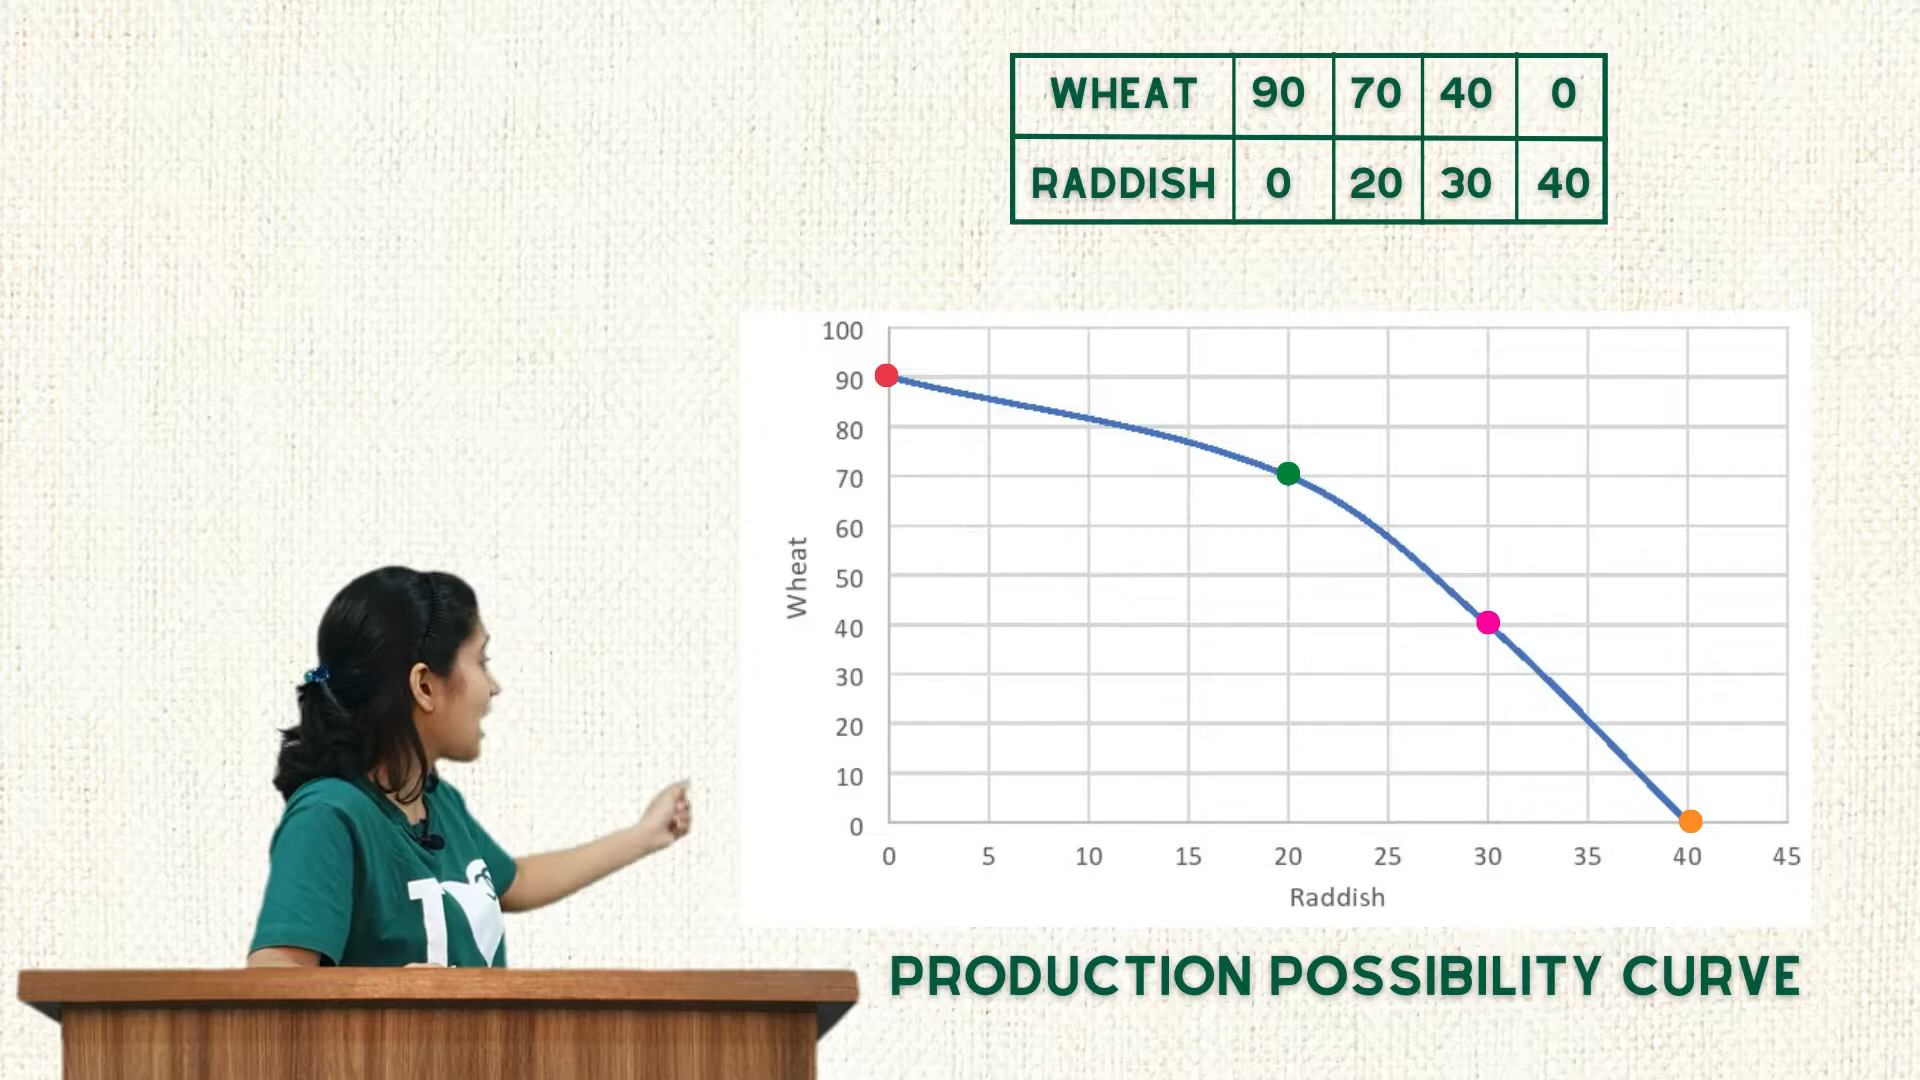 WHEAT 90 70 40 0
RADDISH 0 20 30 40
100
90
80
70
60
50
40
30
20
10
0
Wheat
0 5 10 15 20 25 30 35 40 45
Raddish
PRODUCTION POSSIBILITY CURVE
I